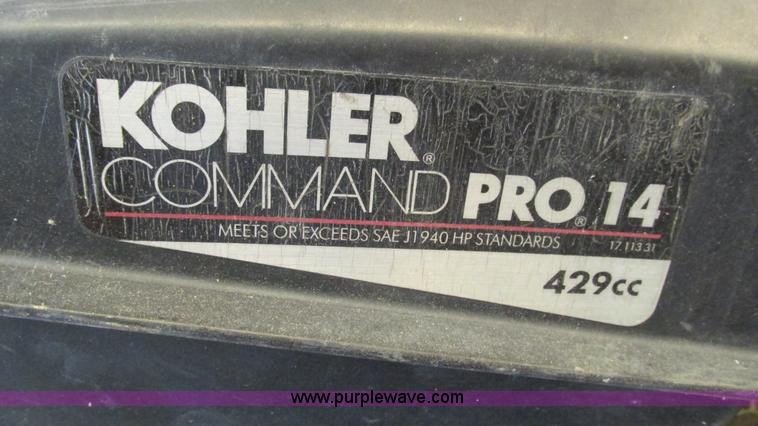 KOHLER®
COMMAND PRO® 14
MEETS OR EXCEEDS SAE J1940 HP STANDARDS 17 113 31
429cc
www.purplewave.com